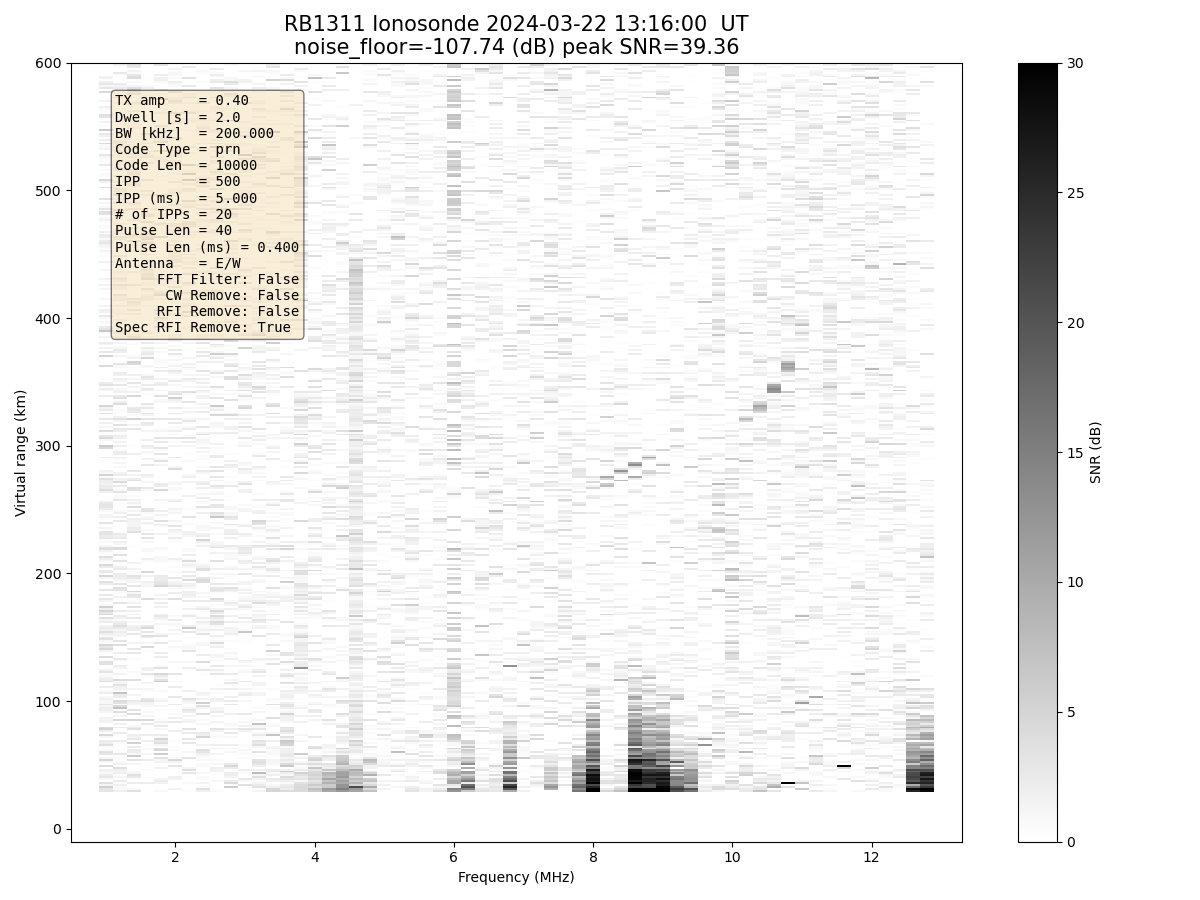 RB1311 Ionosonde 2024-03-22 13:16:00 UT
noise_floor=-107.74 (dB) peak SNR=39.36
TX amp = 0.40
Dwell [s] = 2.0
BW [kHz] = 200.000
Code Type = prn
Code Len = 10000
IPP = 500
IPP (ms) = 5.000
# of IPPs = 20
Pulse Len = 40
Pulse Len (ms) = 0.400
Antenna = E/W
FFT Filter: False
CW Remove: False
RFI Remove: False
Spec RFI Remove: True
600
500
400
300
200
100
0
Virtual range (km)
2 4 6 8 10 12
Frequency (MHz)
30
25
20
15
10
5
0
SNR (dB)